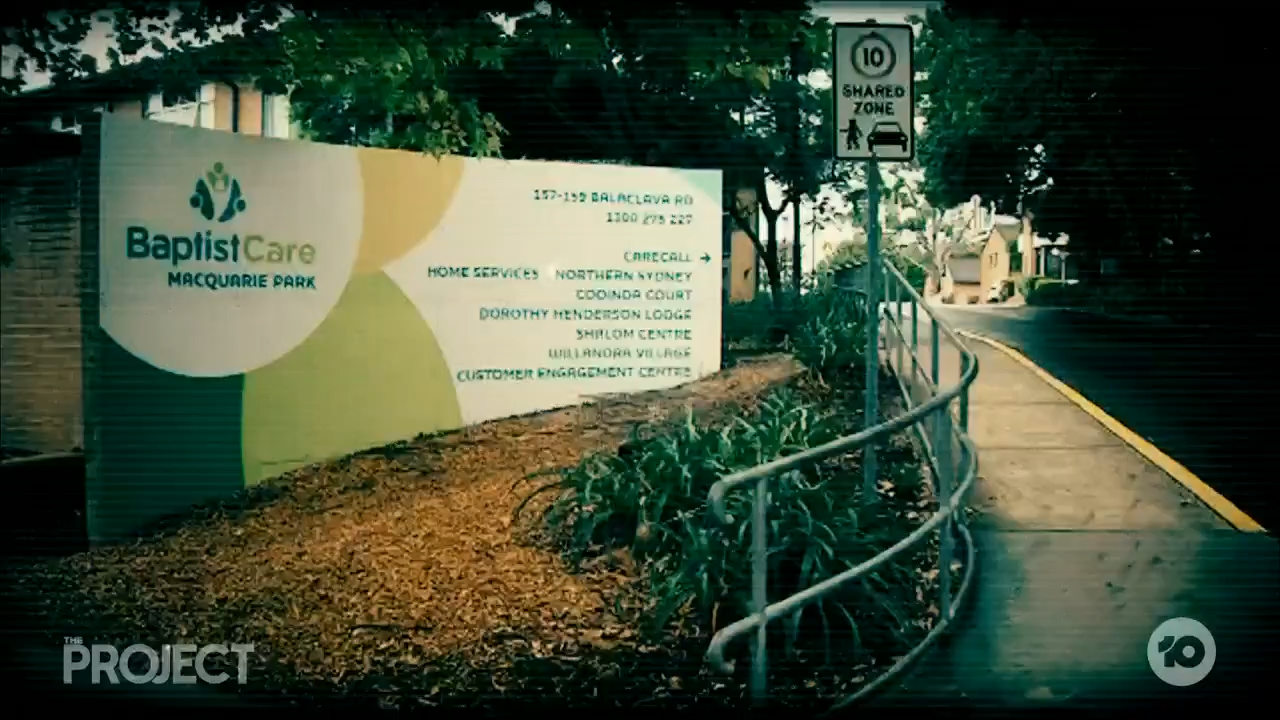 10
SHARED
ZONE
BaptistCare
MACQUARIE PARK
157-159 BALACLAVA RD
1300 275 227
CARECALL →
HOME SERVICES NORTHERN SYDNEY
COOINDA COURT
DOROTHY HENDERSON LODGE
SHALOM CENTRE
WILLANDRA VILLAGE
CUSTOMER ENGAGEMENT CENTRE
THE
PROJECT
10